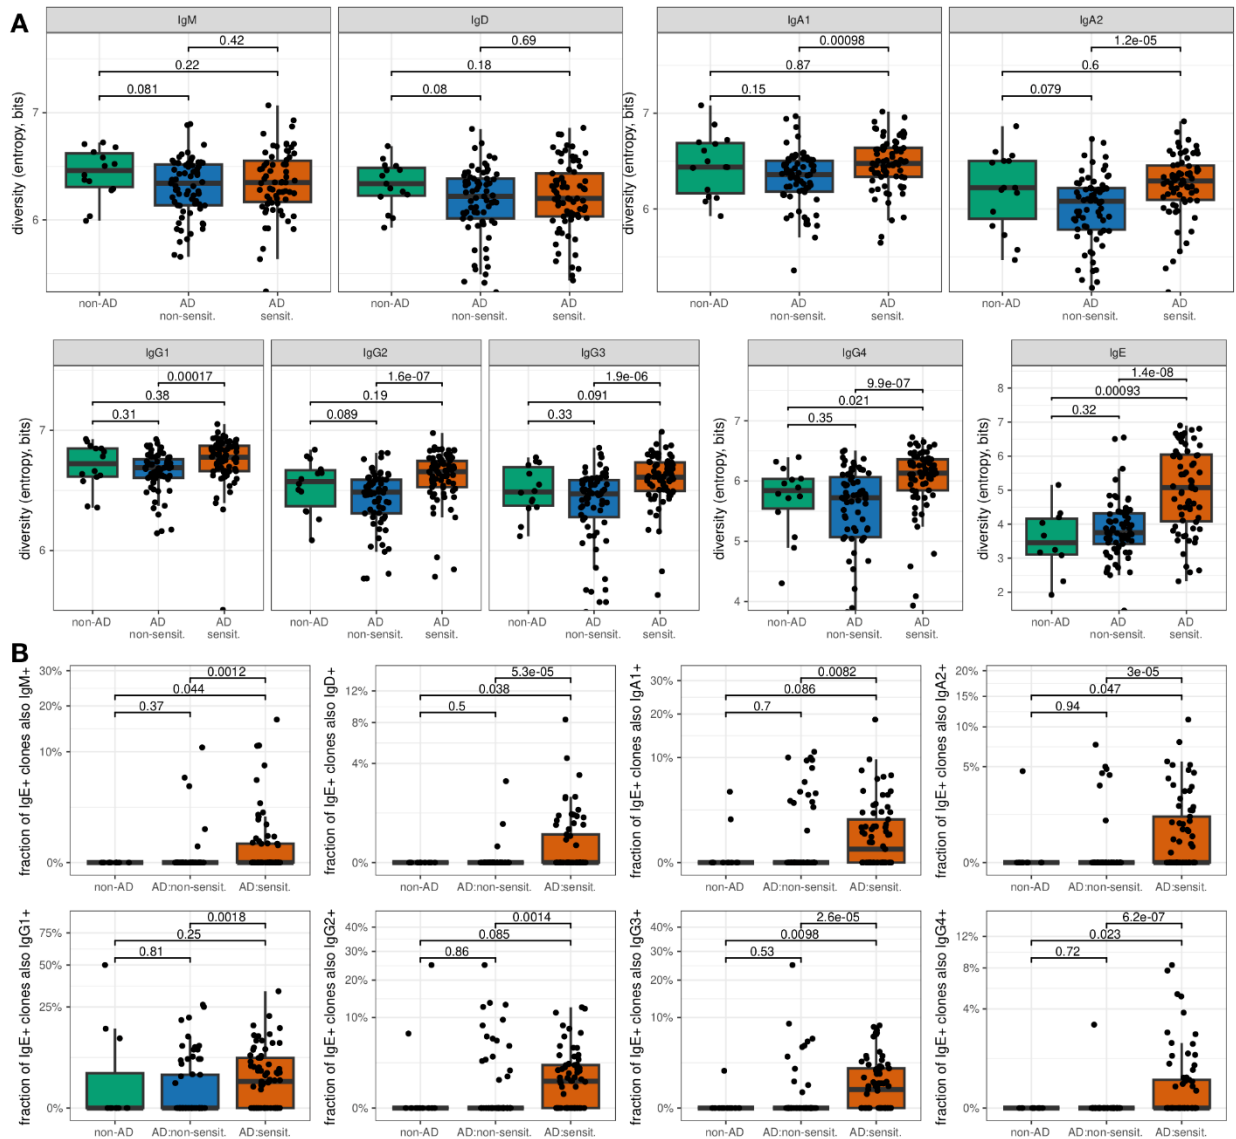 A
IgM
IgD
IgA1
IgA2
diversity (entropy, bits)
7
6
0.42
0.22
0.081
0.69
0.18
0.08
diversity (entropy, bits)
7
6
0.00098
0.87
0.15
1.2e-05
0.6
0.079
non-AD
AD
non-sensit.
AD
sensit.
non-AD
AD
non-sensit.
AD
sensit.
non-AD
AD
non-sensit.
AD
sensit.
non-AD
AD
non-sensit.
AD
sensit.
IgG1
IgG2
IgG3
IgG4
IgE
diversity (entropy, bits)
7
6
0.00017
0.38
0.31
1.6e-07
0.19
0.089
1.9e-06
0.091
0.33
diversity (entropy, bits)
7
6
5
4
9.9e-07
0.021
0.35
diversity (entropy, bits)
8
7
6
5
4
3
2
1.4e-08
0.00093
0.32
non-AD
AD
non-sensit.
AD
sensit.
non-AD
AD
non-sensit.
AD
sensit.
non-AD
AD
non-sensit.
AD
sensit.
non-AD
AD
non-sensit.
AD
sensit.
non-AD
AD
non-sensit.
AD
sensit.
B
fraction of IgE+ clones also IgM+
30%
20%
10%
0%
0.0012
0.044
0.37
non-AD
AD:non-sensit.
AD:sensit.
fraction of IgE+ clones also IgD+
12%
8%
4%
0%
5.3e-05
0.038
0.5
non-AD
AD:non-sensit.
AD:sensit.
fraction of IgE+ clones also IgA1+
30%
20%
10%
0%
0.0082
0.086
0.7
non-AD
AD:non-sensit.
AD:sensit.
fraction of IgE+ clones also IgA2+
20%
15%
10%
5%
0%
3e-05
0.047
0.94
non-AD
AD:non-sensit.
AD:sensit.
fraction of IgE+ clones also IgG1+
75%
50%
25%
0%
0.0018
0.25
0.81
non-AD
AD:non-sensit.
AD:sensit.
fraction of IgE+ clones also IgG2+
40%
30%
20%
10%
0%
0.0014
0.085
0.86
non-AD
AD:non-sensit.
AD:sensit.
fraction of IgE+ clones also IgG3+
40%
30%
20%
10%
0%
2.6e-05
0.0098
0.53
non-AD
AD:non-sensit.
AD:sensit.
fraction of IgE+ clones also IgG4+
12%
8%
4%
0%
6.2e-07
0.023
0.72
non-AD
AD:non-sensit.
AD:sensit.